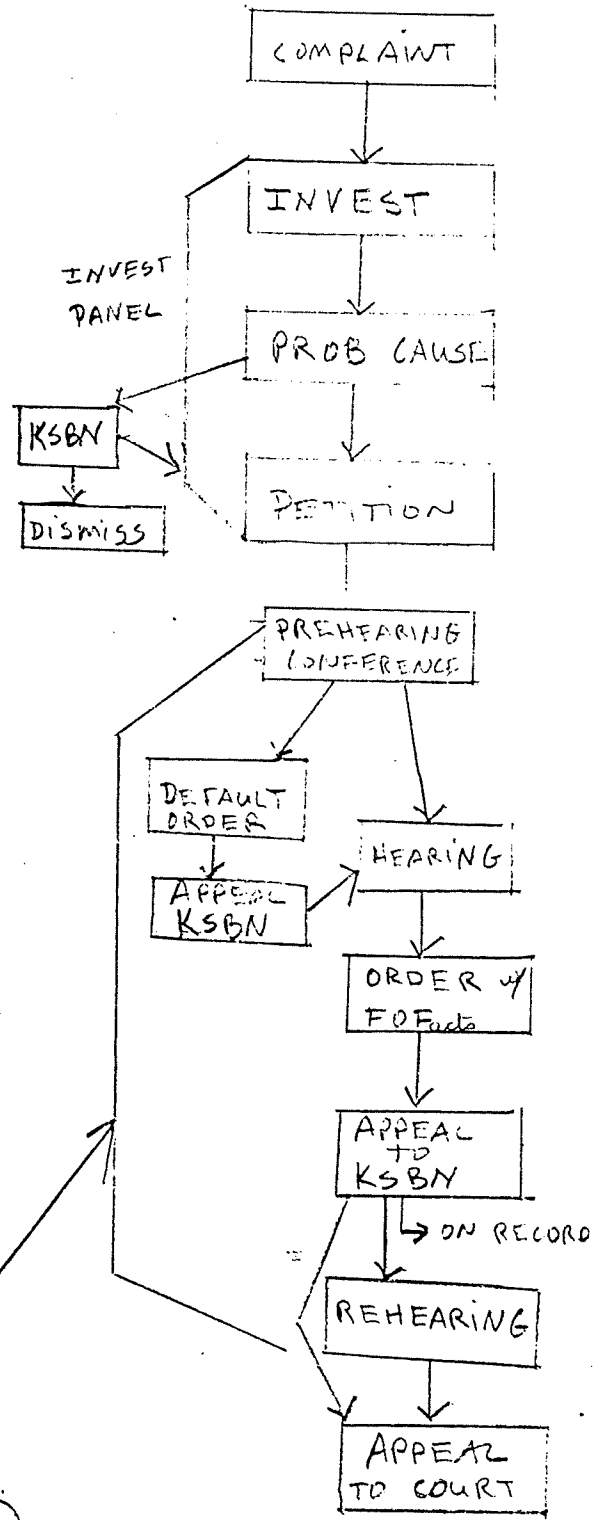 COMPLAINT
INVEST
INVEST
PANEL
PROB CAUSE
KSBN
DISMISS
PETITION
PREHEARING
CONFERENCE
DEFAULT
ORDER
HEARING
APPEAL
KSBN
ORDER w/
FOFacts
APPEAL
TO
KSBN
ON RECORD
REHEARING
APPEAL
TO COURT